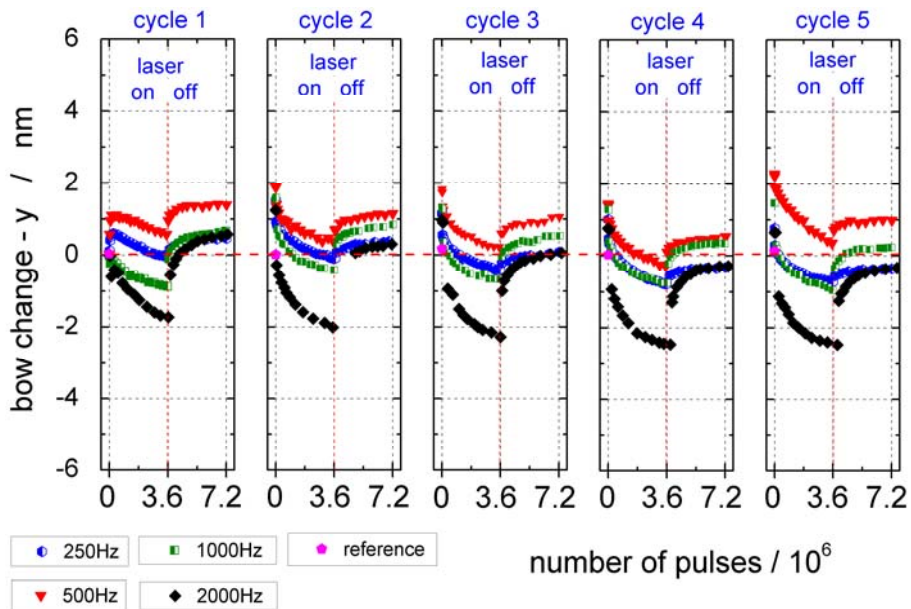 cycle 1 cycle 2 cycle 3 cycle 4 cycle 5
laser laser laser laser laser
on off on off on off on off on off
bow change - y / nm
6
4
2
0
-2
-4
-6
0 3.6 7.2 0 3.6 7.2 0 3.6 7.2 0 3.6 7.2 0 3.6 7.2
250Hz 1000Hz reference
500Hz 2000Hz
number of pulses / 10⁶